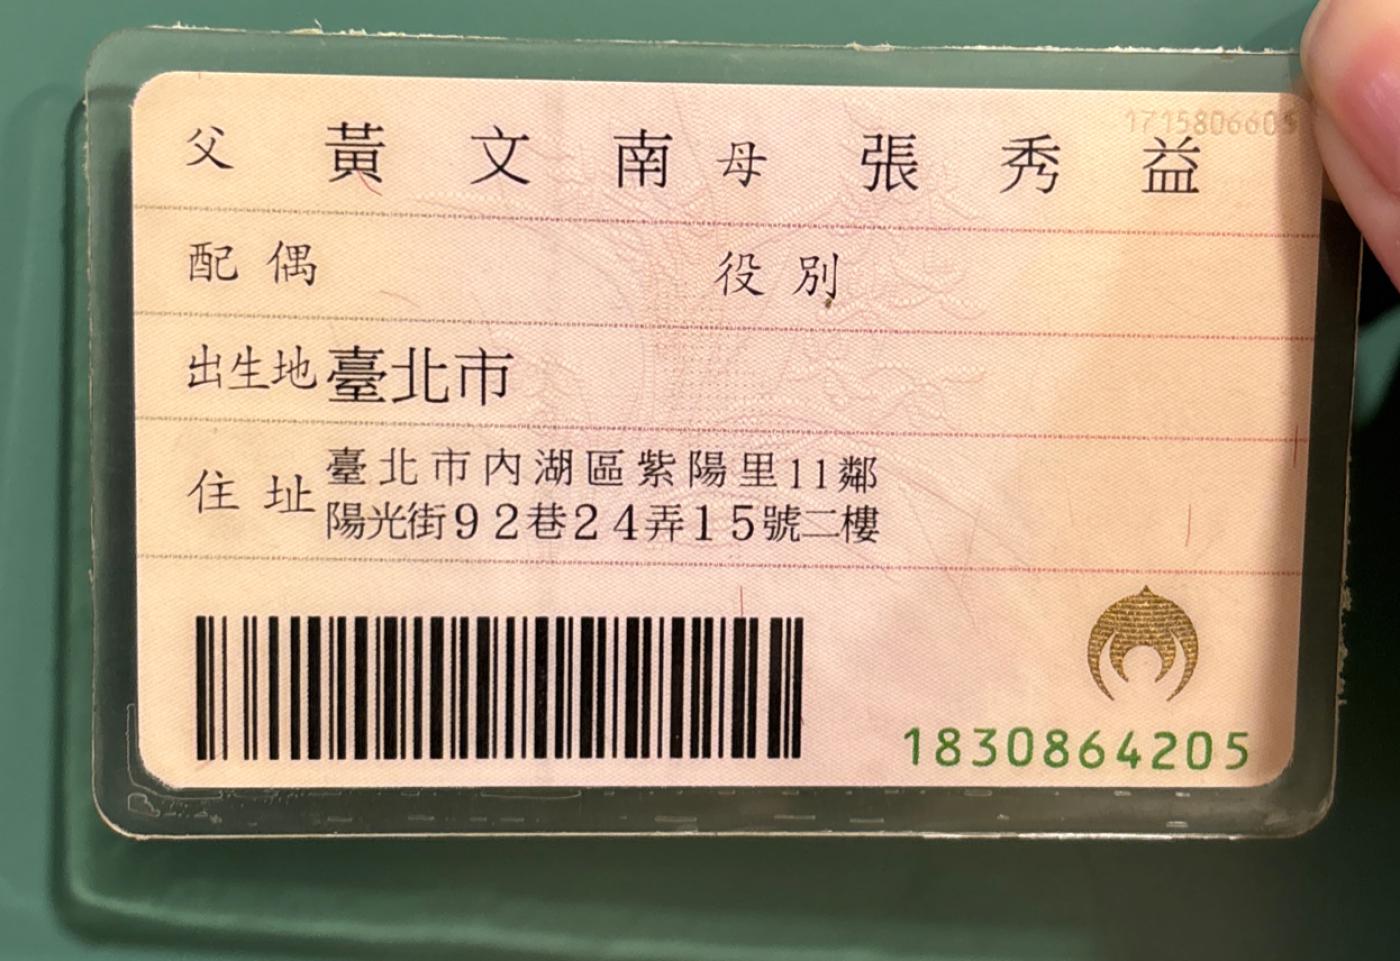 1715806605
父 黃文南 母 張秀益
配偶 役別
出生地 臺北市
住址 臺北市內湖區紫陽里11鄰
陽光街92巷24弄15號二樓
1830864205